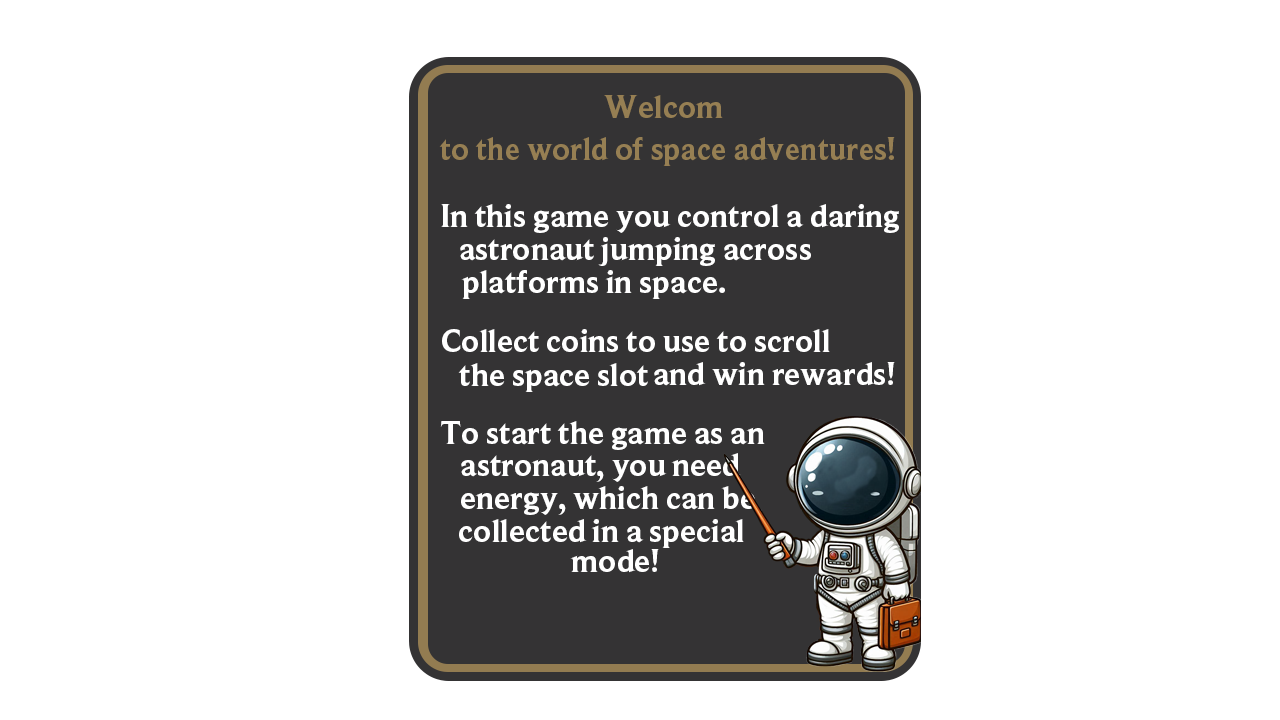 Welcom
to the world of space adventures!
In this game you control a daring
astronaut jumping across
platforms in space.
Collect coins to use to scroll
the space slot and win rewards!
To start the game as an
astronaut, you need
energy, which can be
collected in a special
mode!